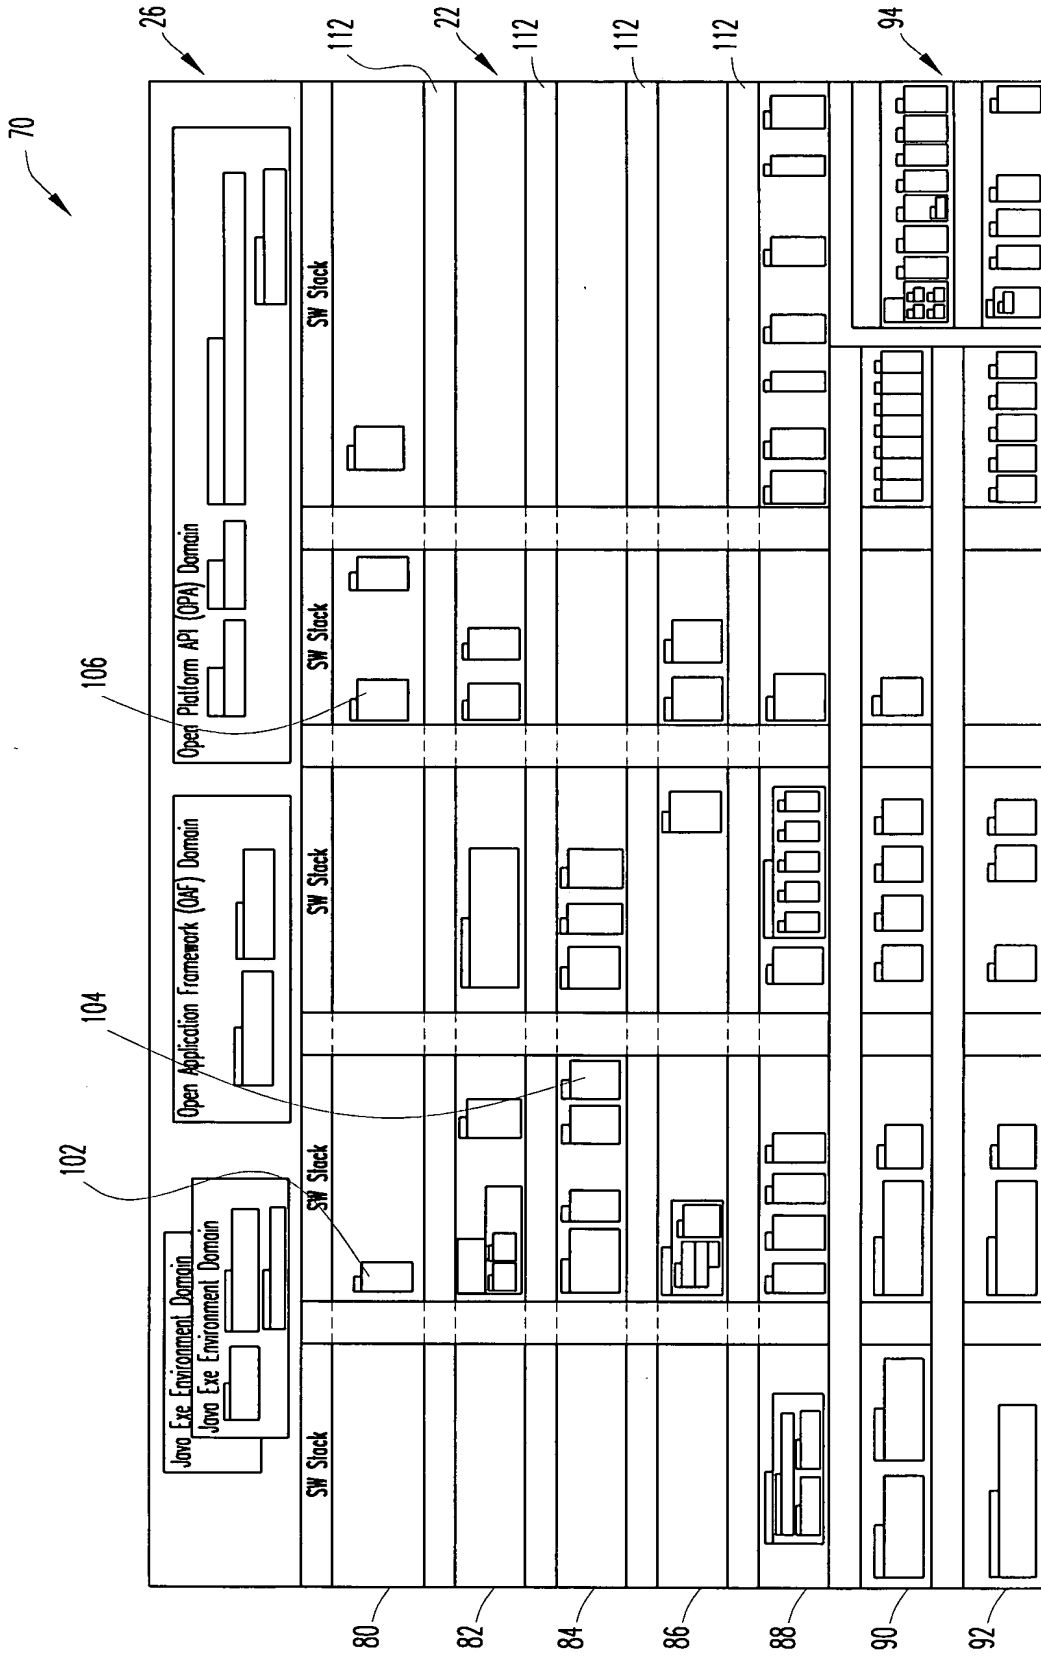 70
26
Java Exe Environment Domain
Java Exe Environment Domain
Open Application Framework (OAF) Domain
Open Platform API (OPA) Domain
102
104
106
SW Stack
SW Stack
SW Stack
SW Stack
SW Stack
112
22
112
112
112
94
80
82
84
86
88
90
92